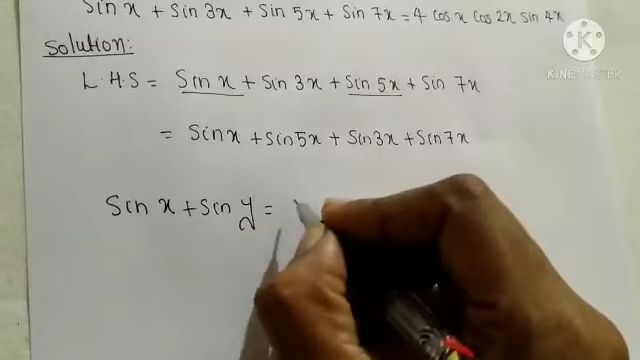 Sin x + Sin 3x + Sin 5x + Sin 7x = 4 cos x cos 2x sin 4x
Solution:
L.H.S = Sin x + Sin 3x + Sin 5x + Sin 7x
= Sin x + Sin 5x + Sin 3x + Sin 7x
Sin x + Sin y =
KINEMASTER